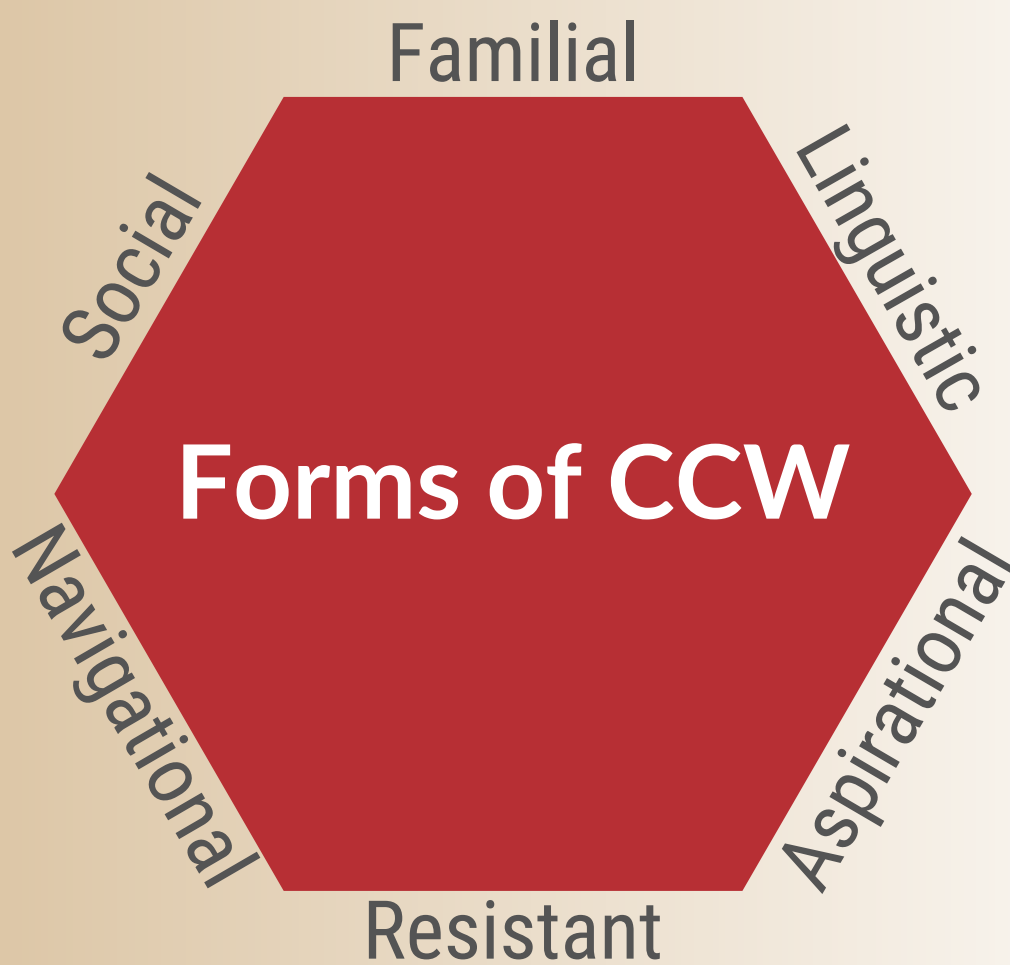 Familial
Linguistic
Social
Forms of CCW
Navigational
Aspirational
Resistant